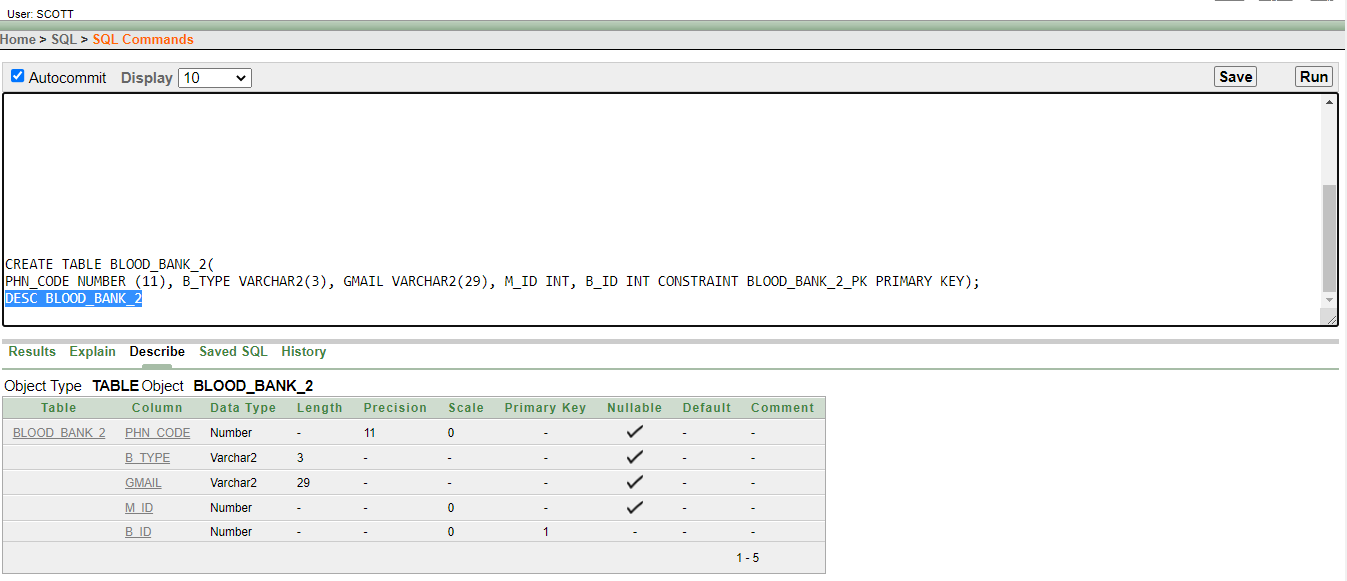 User: SCOTT
Home > SQL > SQL Commands
Autocommit Display 10 Save Run
CREATE TABLE BLOOD_BANK_2(
PHN_CODE NUMBER (11), B_TYPE VARCHAR2(3), GMAIL VARCHAR2(29), M_ID INT, B_ID INT CONSTRAINT BLOOD_BANK_2_PK PRIMARY KEY);
DESC BLOOD_BANK_2
Results Explain Describe Saved SQL History
Object Type TABLE Object BLOOD_BANK_2
Table Column Data Type Length Precision Scale Primary Key Nullable Default Comment
BLOOD_BANK_2 PHN_CODE Number - 11 0 - ✓ - -
B_TYPE Varchar2 3 - - - ✓ - -
GMAIL Varchar2 29 - - - ✓ - -
M_ID Number - - 0 - ✓ - -
B_ID Number - - 0 1 - - -
1 - 5